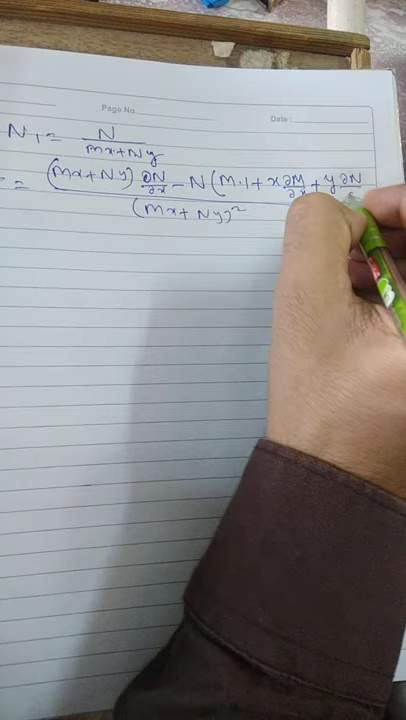 Page No. Date :
N₁ = N / (Mx + Ny)
= ((Mx + Ny) ∂N/∂x − N (M.1 + x ∂M/∂x + y ∂N/
(Mx + Ny)²